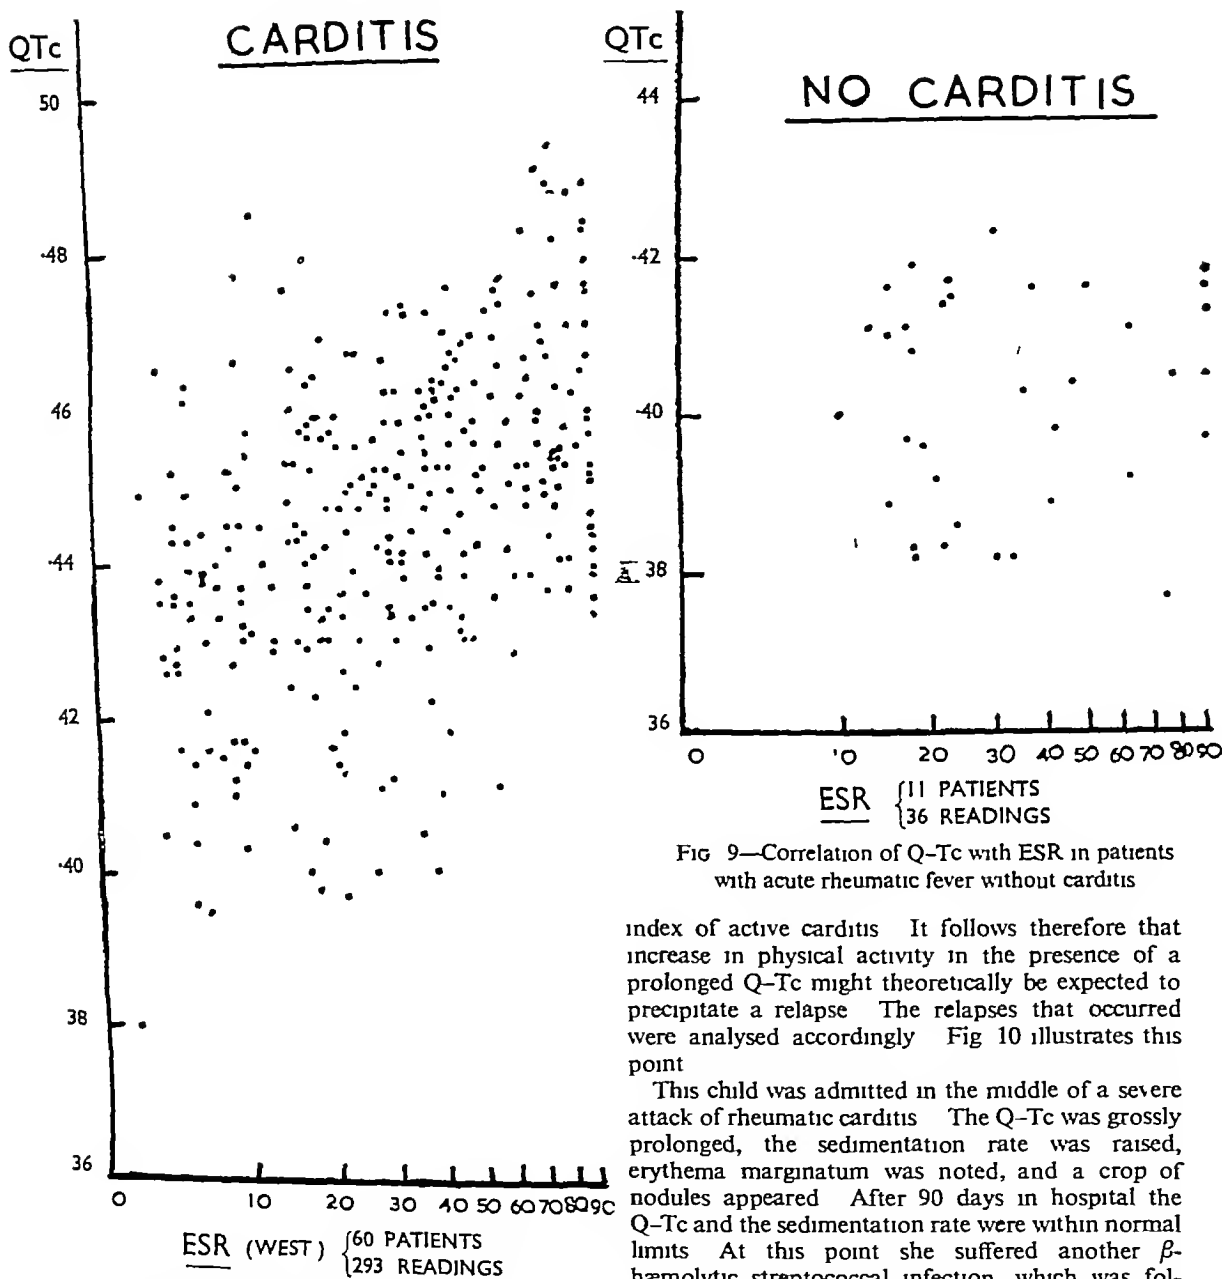 CARDITIS
QTc
50
·48
46
·44
42
·40
38
36
0 10 20 30 40 50 60 70 80 90
ESR (WEST) {60 PATIENTS
293 READINGS
NO CARDITIS
QTc
44
·42
·40
38
36
0 10 20 30 40 50 60 70 80 90
ESR {11 PATIENTS
36 READINGS
FIG 9—Correlation of Q–Tc with ESR in patients
with acute rheumatic fever without carditis
index of active carditis It follows therefore that
increase in physical activity in the presence of a
prolonged Q–Tc might theoretically be expected to
precipitate a relapse The relapses that occurred
were analysed accordingly Fig 10 illustrates this
point
This child was admitted in the middle of a severe
attack of rheumatic carditis The Q–Tc was grossly
prolonged, the sedimentation rate was raised,
erythema marginatum was noted, and a crop of
nodules appeared After 90 days in hospital the
Q–Tc and the sedimentation rate were within normal
limits At this point she suffered another β-
hæmolytic streptococcal infection, which was fol-